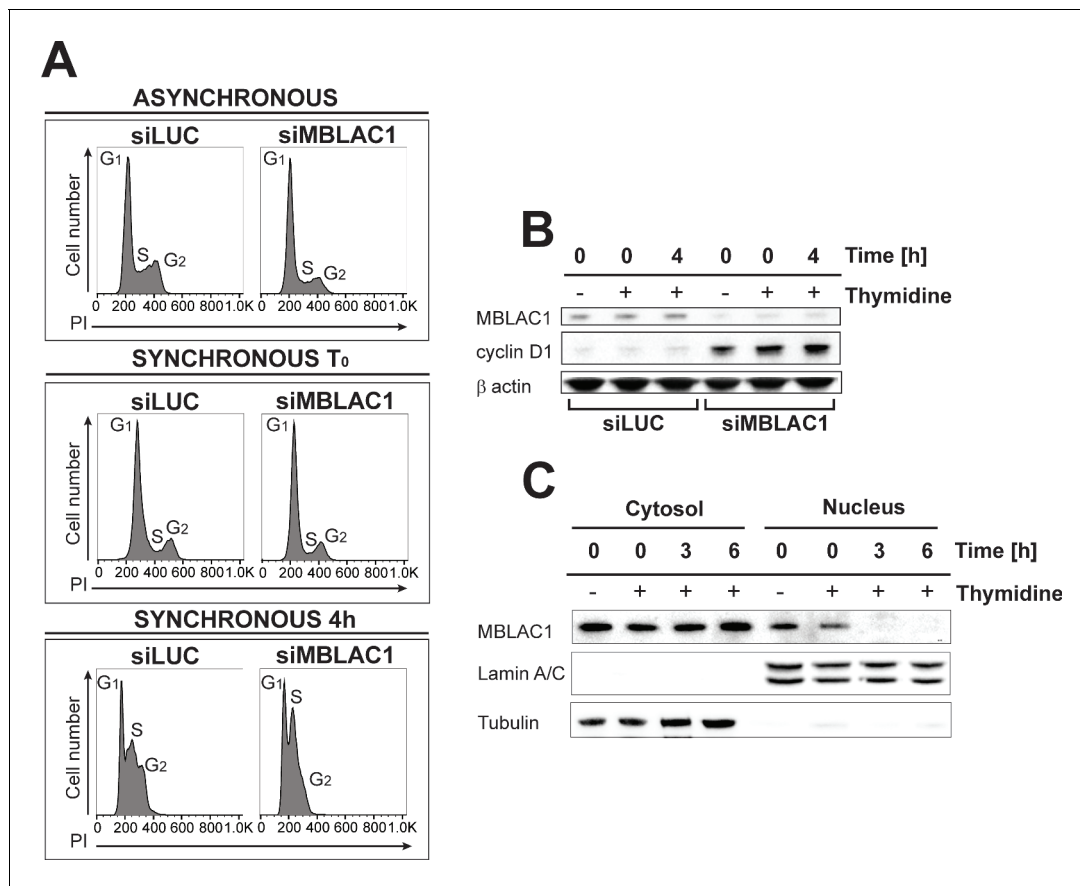 A
ASYNCHRONOUS
siLUC siMBLAC1
G1 S G2 G1 S G2
Cell number
0 200 400 600 800 1.0K 0 200 400 600 800 1.0K
PI
SYNCHRONOUS T0
siLUC siMBLAC1
G1 S G2 G1 S G2
Cell number
0 200 400 600 800 1.0K 0 200 400 600 800 1.0K
PI
SYNCHRONOUS 4h
siLUC siMBLAC1
G1 S G2 G1 S G2
Cell number
0 200 400 600 800 1.0K 0 200 400 600 800 1.0K
PI
B
0 0 4 0 0 4 Time [h]
- + + - + + Thymidine
MBLAC1
cyclin D1
β actin
siLUC siMBLAC1
C
Cytosol Nucleus
0 0 3 6 0 0 3 6 Time [h]
- + + + - + + + Thymidine
MBLAC1
Lamin A/C
Tubulin